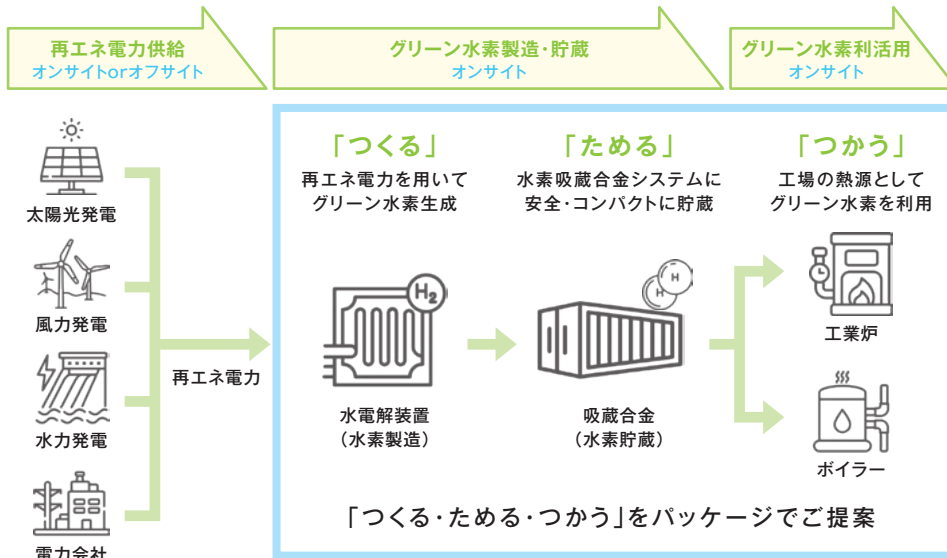 再エネ電力供給
オンサイトorオフサイト
グリーン水素製造・貯蔵
オンサイト
グリーン水素利活用
オンサイト
太陽光発電
風力発電
水力発電
電力会社
再エネ電力
「つくる」
再エネ電力を用いて
グリーン水素生成
H2
水電解装置
（水素製造）
「ためる」
水素吸蔵合金システムに
安全・コンパクトに貯蔵
H
H
吸蔵合金
（水素貯蔵）
「つかう」
工場の熱源として
グリーン水素を利用
工業炉
ボイラー
「つくる・ためる・つかう」をパッケージでご提案